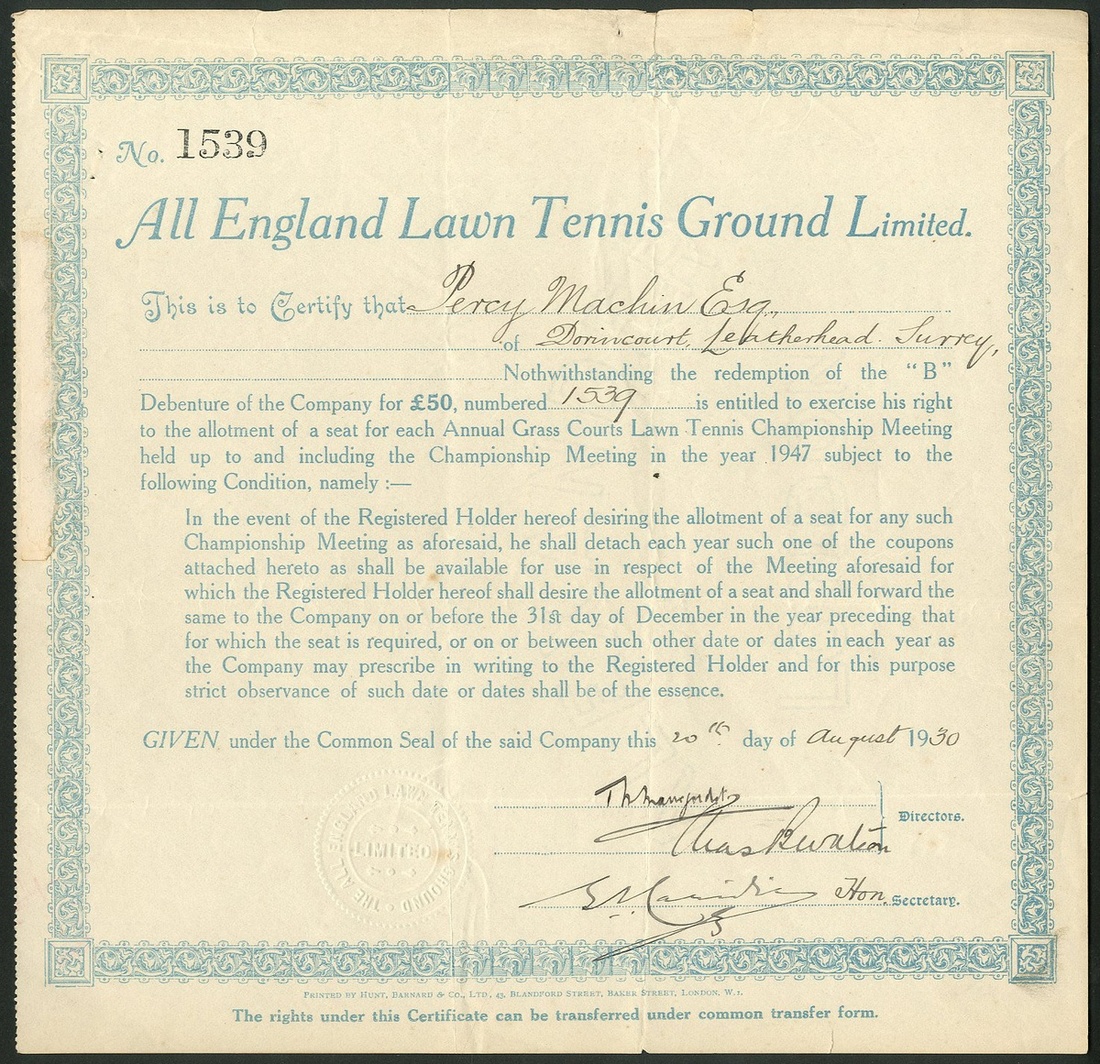 No. 1539
All England Lawn Tennis Ground Limited.
This is to Certify that Percy Machin Esq.,
of Dorincourt, Leatherhead. Surrey,
Nothwithstanding the redemption of the "B"
Debenture of the Company for £50, numbered 1539 is entitled to exercise his right
to the allotment of a seat for each Annual Grass Courts Lawn Tennis Championship Meeting
held up to and including the Championship Meeting in the year 1947 subject to the
following Condition, namely :—
In the event of the Registered Holder hereof desiring the allotment of a seat for any such
Championship Meeting as aforesaid, he shall detach each year such one of the coupons
attached hereto as shall be available for use in respect of the Meeting aforesaid for
which the Registered Holder hereof shall desire the allotment of a seat and shall forward the
same to the Company on or before the 31st day of December in the year preceding that
for which the seat is required, or on or between such other date or dates in each year as
the Company may prescribe in writing to the Registered Holder and for this purpose
strict observance of such date or dates shall be of the essence.
GIVEN under the Common Seal of the said Company this 20th day of August 1930
Directors.
Hon. Secretary.
THE ALL ENGLAND LAWN TENNIS GROUND
LIMITED
Printed by Hunt, Barnard & Co., Ltd, 43, Blandford Street, Baker Street, London, W.1.
The rights under this Certificate can be transferred under common transfer form.